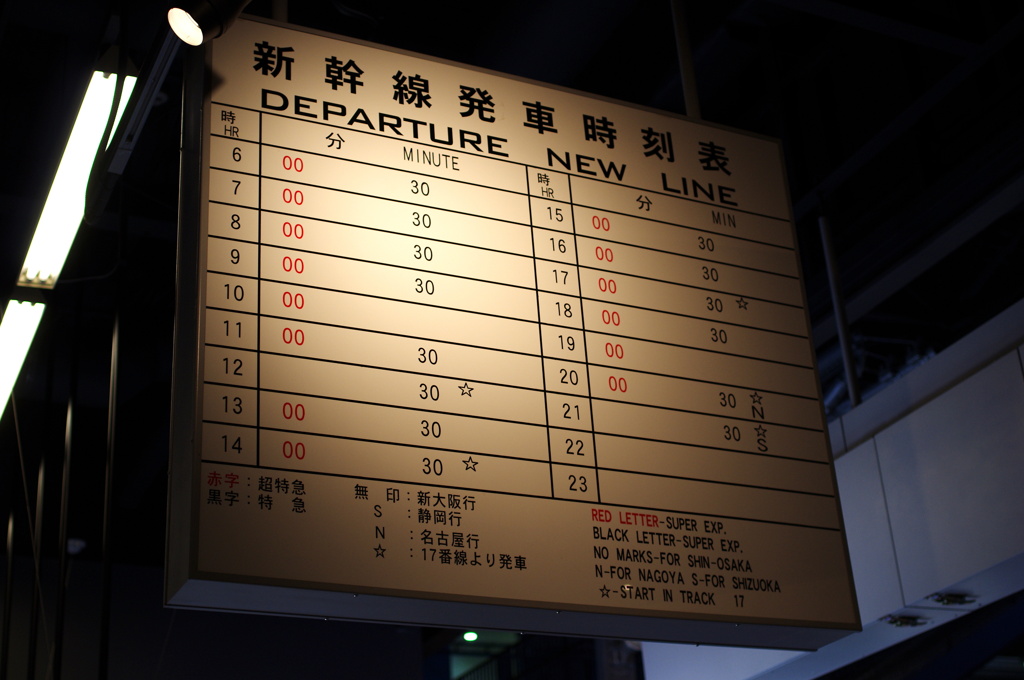 新幹線発車時刻表
DEPARTURE NEW LINE
時 HR 分 MINUTE
6 00 30
7 00 30
8 00 30
9 00 30
10 00
11 00 30
12 30 ☆
13 00 30
14 00 30 ☆
時 HR 分 MIN
15 00 30
16 00 30
17 00 30 ☆
18 00 30
19 00
20 00 30 ☆ N
21 30 ☆ S
22
23
赤字：超特急
黒字：特 急
無 印：新大阪行
S ：静岡行
N ：名古屋行
☆ ：17番線より発車
RED LETTER-SUPER EXP.
BLACK LETTER-SUPER EXP.
NO MARKS-FOR SHIN-OSAKA
N-FOR NAGOYA S-FOR SHIZUOKA
☆-START IN TRACK 17